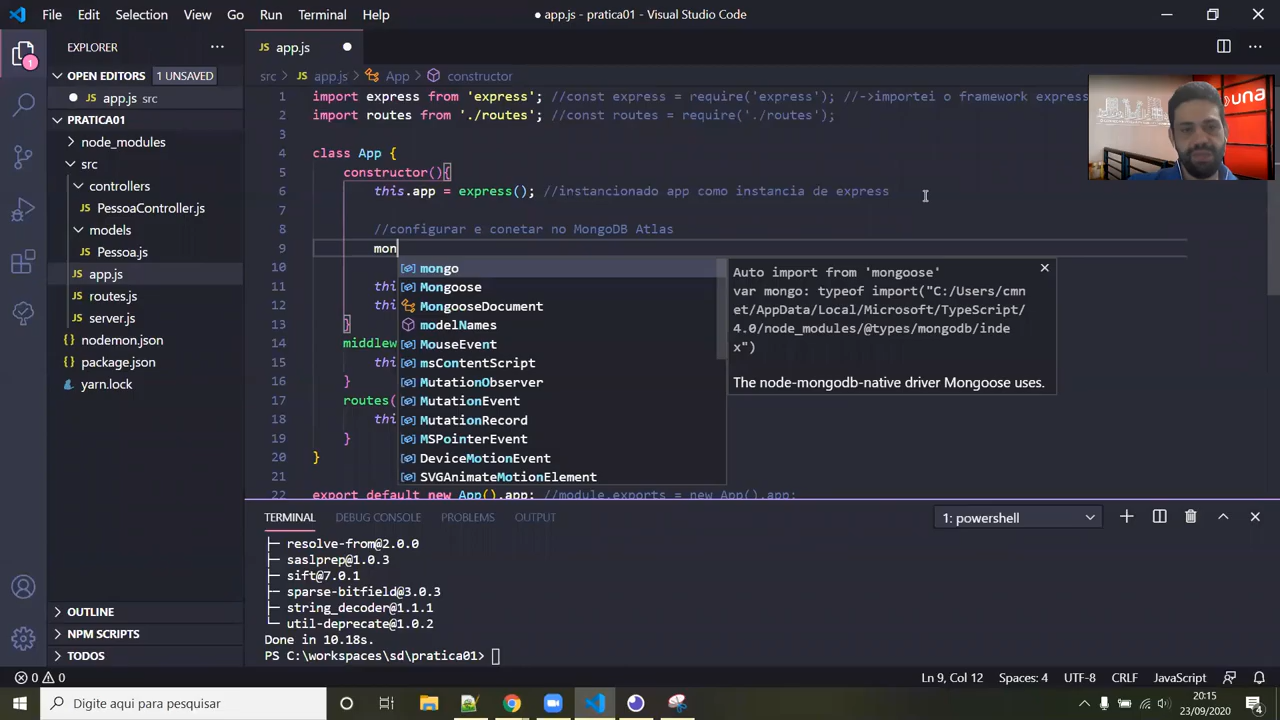 File Edit Selection View Go Run Terminal Help
● app.js - pratica01 - Visual Studio Code
EXPLORER
OPEN EDITORS 1 UNSAVED
app.js src
PRATICA01
node_modules
src
controllers
JS PessoaController.js
models
JS Pessoa.js
JS app.js
JS routes.js
JS server.js
nodemon.json
package.json
yarn.lock
OUTLINE
NPM SCRIPTS
TODOS
1
JS app.js
src > JS app.js > App > constructor
1 import express from 'express'; //const express = require('express'); //->importei o framework express
2 import routes from './routes'; //const routes = require('./routes');
3
4 class App {
5 constructor(){
6 this.app = express(); //instancionado app como instancia de express
7
8 //configurar e conetar no MongoDB Atlas
9 mon
10
11 thi
12 thi
13 }
14 middlew
15 thi
16 }
17 routes(
18 thi
19 }
20 }
21
22 export default new App().app; //module.exports = new App().app;
mongo
Mongoose
MongooseDocument
modelNames
MouseEvent
msContentScript
MutationObserver
MutationEvent
MutationRecord
MSPointerEvent
DeviceMotionEvent
SVGAnimateMotionElement
Auto import from 'mongoose'
var mongo: typeof import("C:/Users/cmn
et/AppData/Local/Microsoft/TypeScript/
4.0/node_modules/@types/mongodb/inde
x")
The node-mongodb-native driver Mongoose uses.
una
TERMINAL DEBUG CONSOLE PROBLEMS OUTPUT
1: powershell
├─ resolve-from@2.0.0
├─ saslprep@1.0.3
├─ sift@7.0.1
├─ sparse-bitfield@3.0.3
├─ string_decoder@1.1.1
└─ util-deprecate@1.0.2
Done in 10.18s.
PS C:\workspaces\sd\pratica01>
0 0
Ln 9, Col 12 Spaces: 4 UTF-8 CRLF JavaScript
Digite aqui para pesquisar
20:15
23/09/2020
4